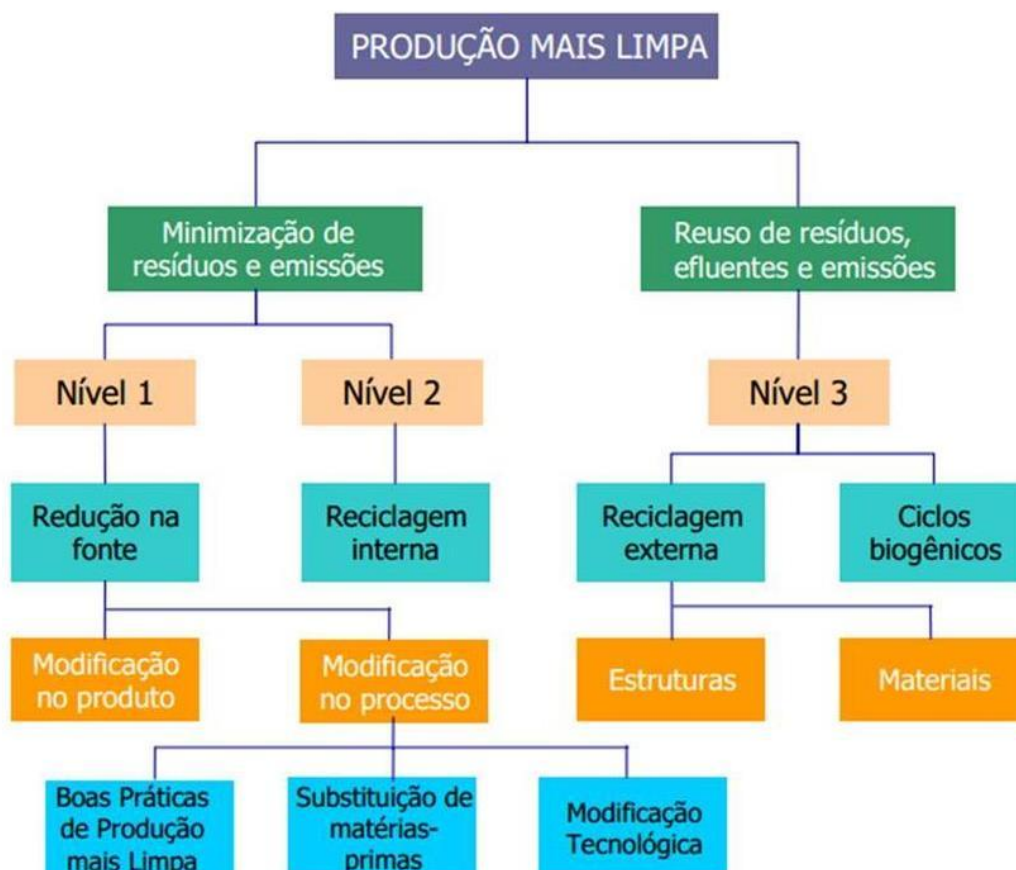 PRODUÇÃO MAIS LIMPA
Minimização de
resíduos e emissões
Reuso de resíduos,
efluentes e emissões
Nível 1
Nível 2
Nível 3
Redução na
fonte
Reciclagem
interna
Reciclagem
externa
Ciclos
biogênicos
Modificação
no produto
Modificação
no processo
Estruturas
Materiais
Boas Práticas
de Produção
mais Limpa
Substituição de
matérias-
primas
Modificação
Tecnológica